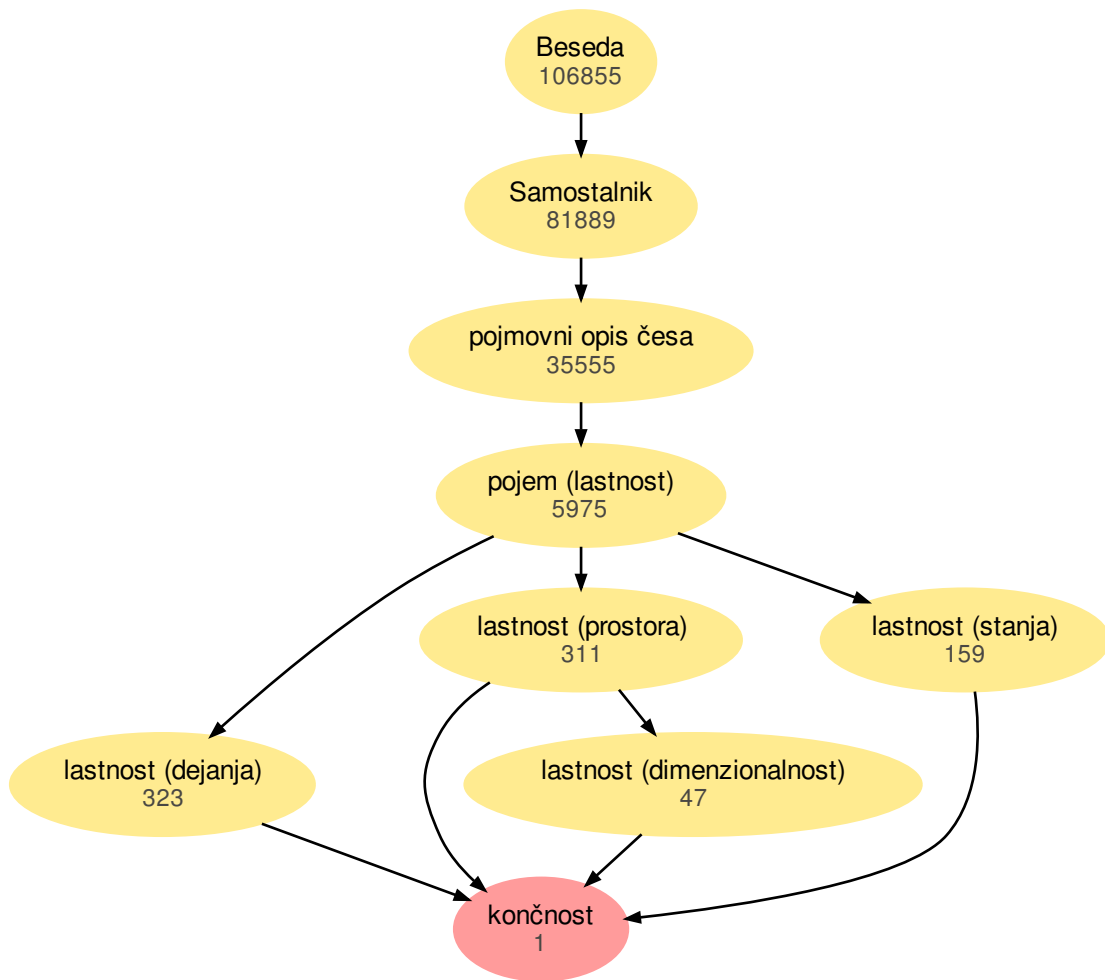 Beseda
106855
Samostalnik
81889
pojmovni opis česa
35555
pojem (lastnost)
5975
lastnost (prostora)
311
lastnost (stanja)
159
lastnost (dejanja)
323
lastnost (dimenzionalnost)
47
končnost
1